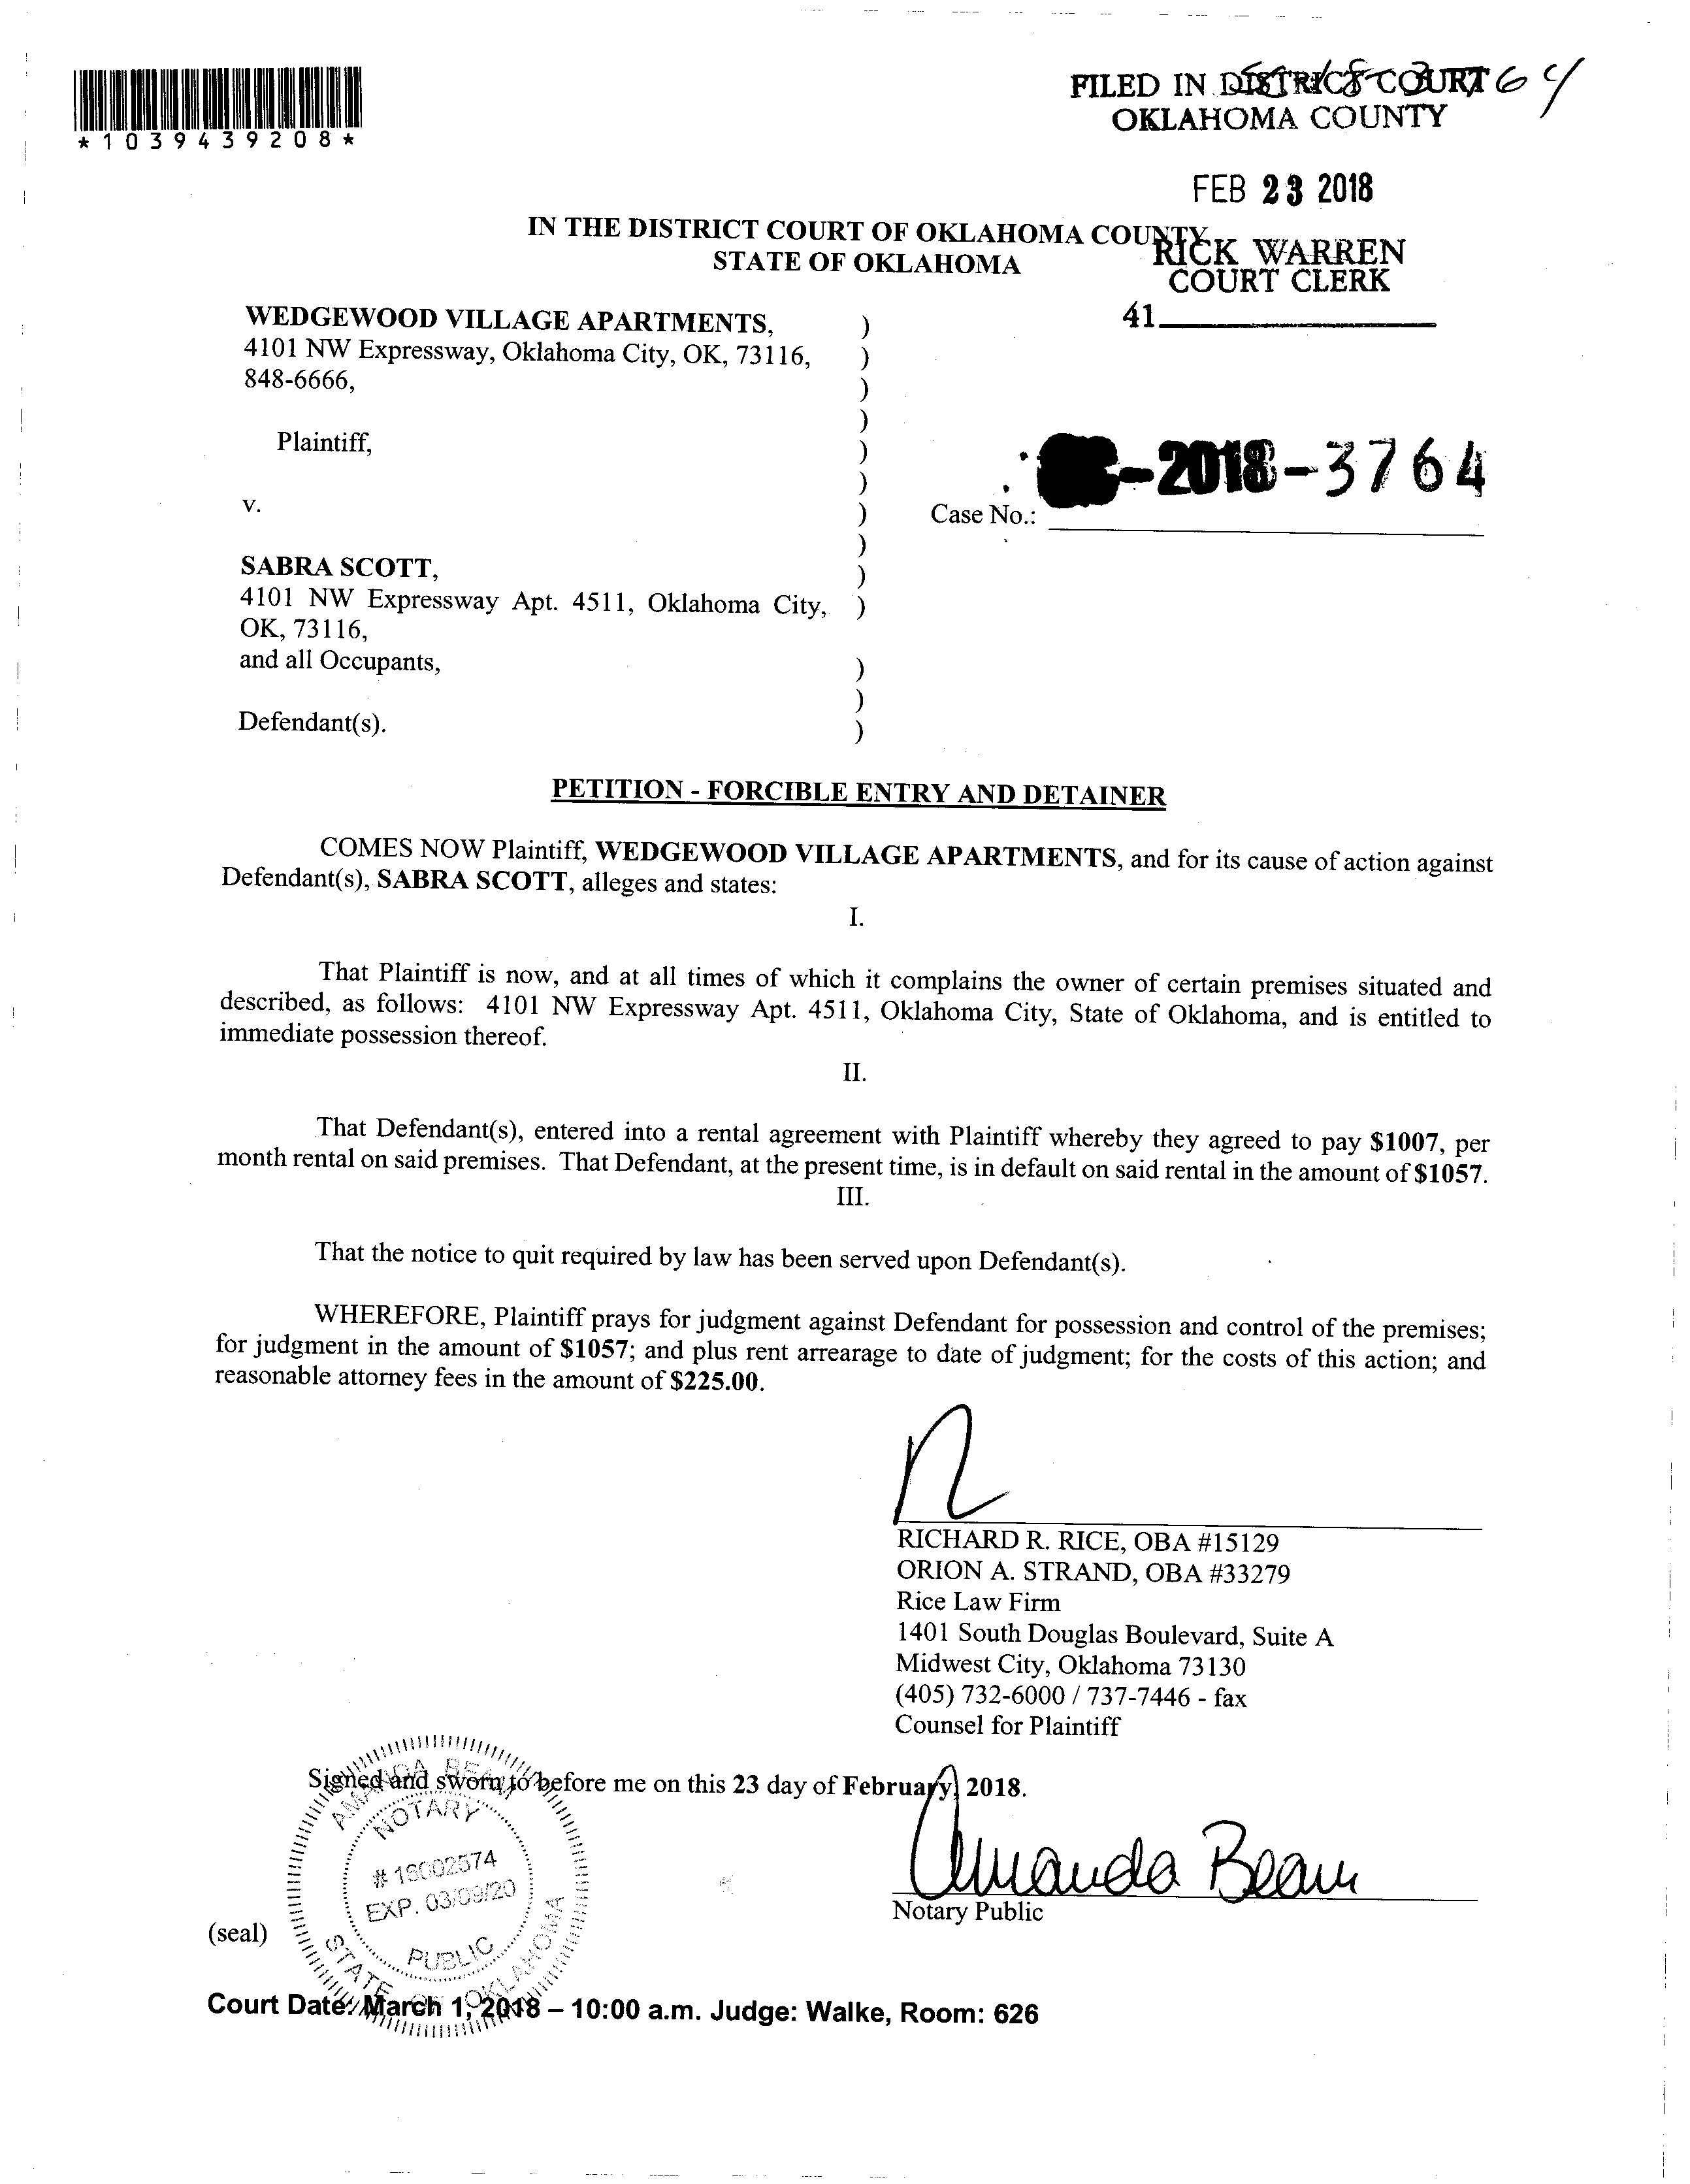 *1039439208*
FILED IN DISTRICT COURT
OKLAHOMA COUNTY
FEB 23 2018
RICK WARREN
COURT CLERK
41
IN THE DISTRICT COURT OF OKLAHOMA COUNTY
STATE OF OKLAHOMA
WEDGEWOOD VILLAGE APARTMENTS, )
4101 NW Expressway, Oklahoma City, OK, 73116, )
848-6666, )
)
Plaintiff, )
)
v. )
)
SABRA SCOTT, )
4101 NW Expressway Apt. 4511, Oklahoma City, )
OK, 73116,
and all Occupants, )
)
Defendant(s). )
-2018-3764
Case No.:
PETITION - FORCIBLE ENTRY AND DETAINER
COMES NOW Plaintiff, WEDGEWOOD VILLAGE APARTMENTS, and for its cause of action against
Defendant(s), SABRA SCOTT, alleges and states:
I.
That Plaintiff is now, and at all times of which it complains the owner of certain premises situated and
described, as follows: 4101 NW Expressway Apt. 4511, Oklahoma City, State of Oklahoma, and is entitled to
immediate possession thereof.
II.
That Defendant(s), entered into a rental agreement with Plaintiff whereby they agreed to pay $1007, per
month rental on said premises. That Defendant, at the present time, is in default on said rental in the amount of $1057.
III.
That the notice to quit required by law has been served upon Defendant(s).
WHEREFORE, Plaintiff prays for judgment against Defendant for possession and control of the premises;
for judgment in the amount of $1057; and plus rent arrearage to date of judgment; for the costs of this action; and
reasonable attorney fees in the amount of $225.00.
RICHARD R. RICE, OBA #15129
ORION A. STRAND, OBA #33279
Rice Law Firm
1401 South Douglas Boulevard, Suite A
Midwest City, Oklahoma 73130
(405) 732-6000 / 737-7446 - fax
Counsel for Plaintiff
Signed and sworn to before me on this 23 day of February, 2018.
AMANDA BEAM
NOTARY
EXP. 03/09/20
PUBLIC
STATE OF OKLAHOMA
Amanda Beam
Notary Public
(seal)
Court Date: March 1, 2018 – 10:00 a.m. Judge: Walke, Room: 626